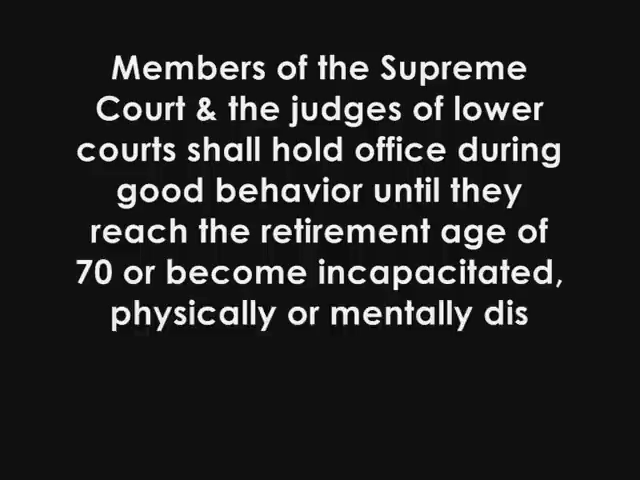 Members of the Supreme
Court & the judges of lower
courts shall hold office during
good behavior until they
reach the retirement age of
70 or become incapacitated,
physically or mentally dis